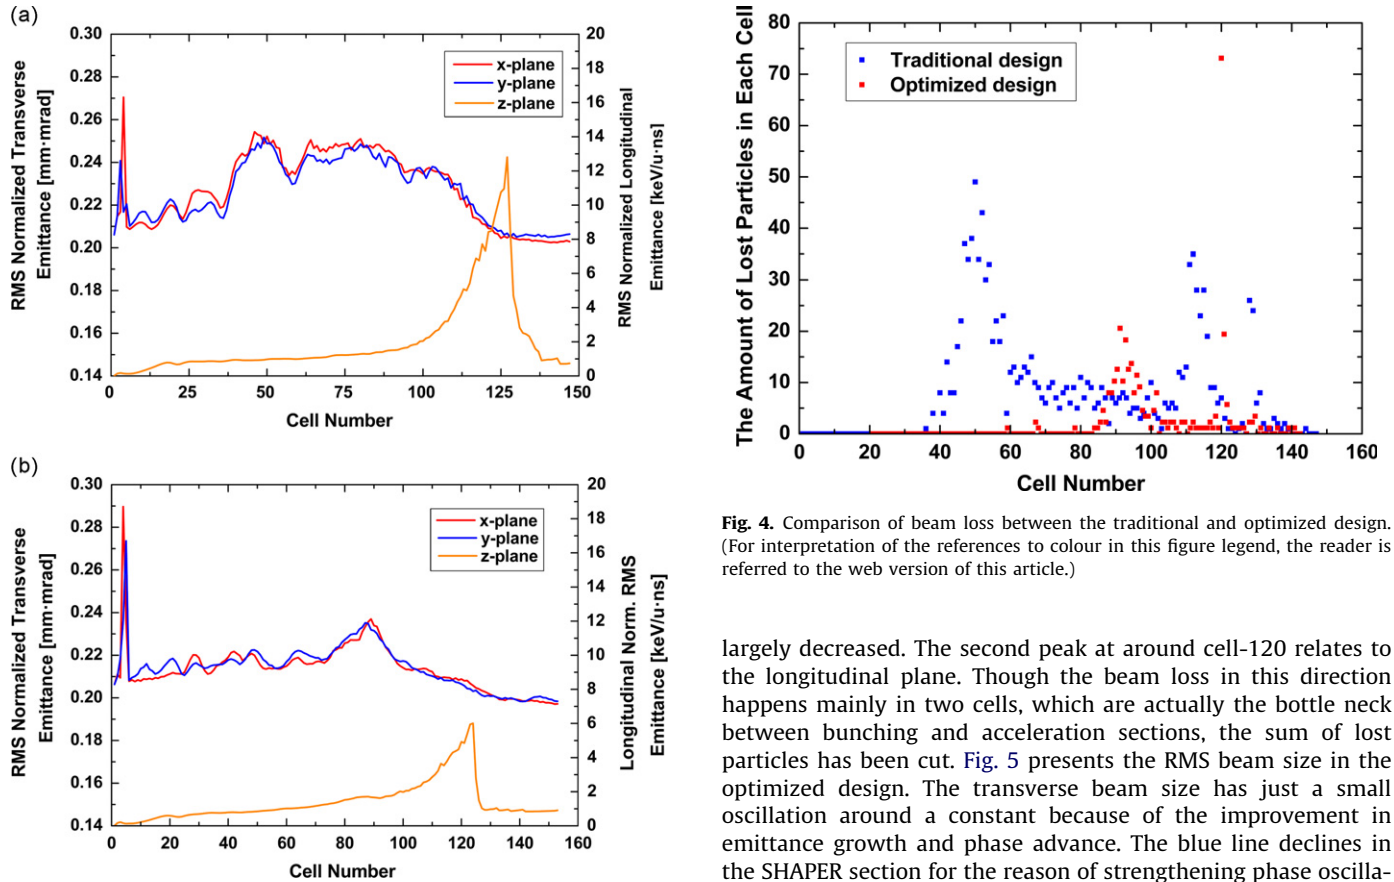 (a)
0.30
0.28
0.26
0.24
0.22
0.20
0.18
0.16
0.14
RMS Normalized Transverse
Emittance [mm·mrad]
20
18
16
14
12
10
8
6
4
2
0
RMS Normalized Longitudinal
Emittance [keV/u·ns]
x-plane
y-plane
z-plane
0 25 50 75 100 125 150
Cell Number
(b)
0.30
0.28
0.26
0.24
0.22
0.20
0.18
0.16
0.14
RMS Normalized Transverse
Emittance [mm·mrad]
20
18
16
14
12
10
8
6
4
2
0
Longitudinal Norm. RMS
Emittance [keV/u·ns]
x-plane
y-plane
z-plane
0 20 40 60 80 100 120 140 160
Cell Number
The Amount of Lost Particles in Each Cell
80
70
60
50
40
30
20
10
0
Traditional design
Optimized design
0 20 40 60 80 100 120 140 160
Cell Number
Fig. 4. Comparison of beam loss between the traditional and optimized design.
(For interpretation of the references to colour in this figure legend, the reader is
referred to the web version of this article.)
largely decreased. The second peak at around cell-120 relates to
the longitudinal plane. Though the beam loss in this direction
happens mainly in two cells, which are actually the bottle neck
between bunching and acceleration sections, the sum of lost
particles has been cut. Fig. 5 presents the RMS beam size in the
optimized design. The transverse beam size has just a small
oscillation around a constant because of the improvement in
emittance growth and phase advance. The blue line declines in
the SHAPER section for the reason of strengthening phase oscilla-